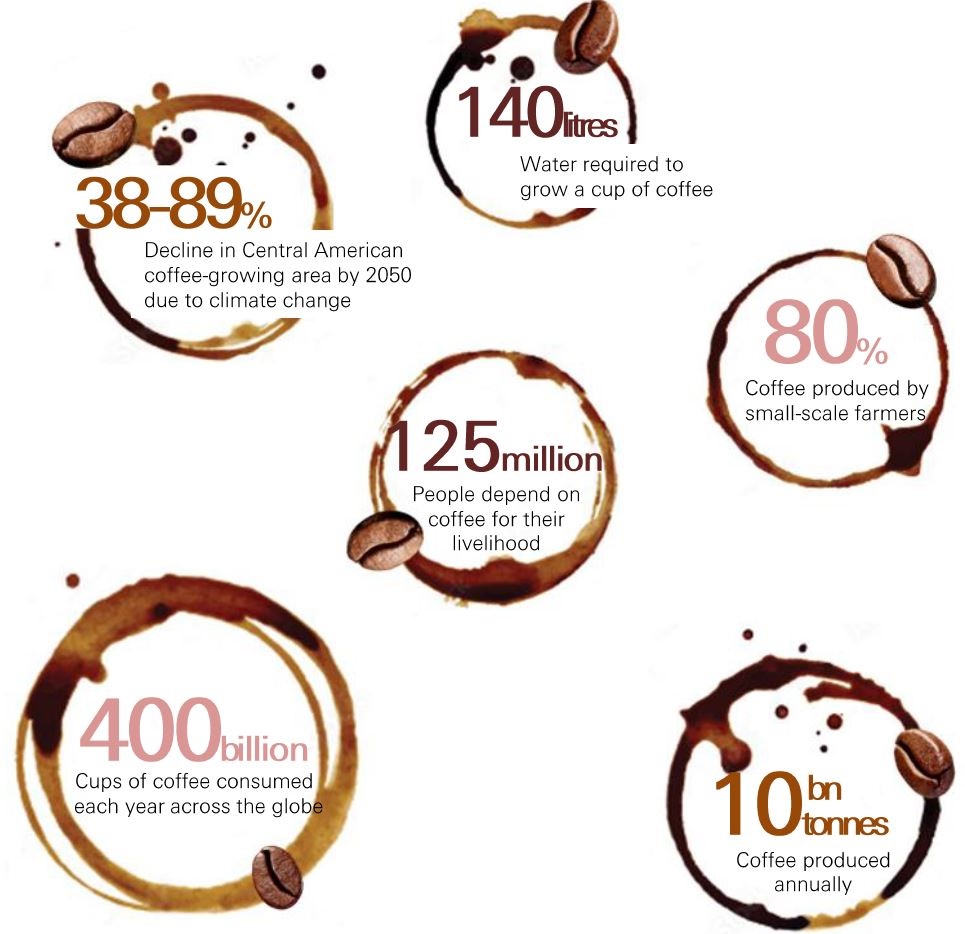 140litres
Water required to
grow a cup of coffee
38-89%
Decline in Central American
coffee-growing area by 2050
due to climate change
80%
Coffee produced by
small-scale farmers
125million
People depend on
coffee for their
livelihood
400billion
Cups of coffee consumed
each year across the globe
10 bn
tonnes
Coffee produced
annually